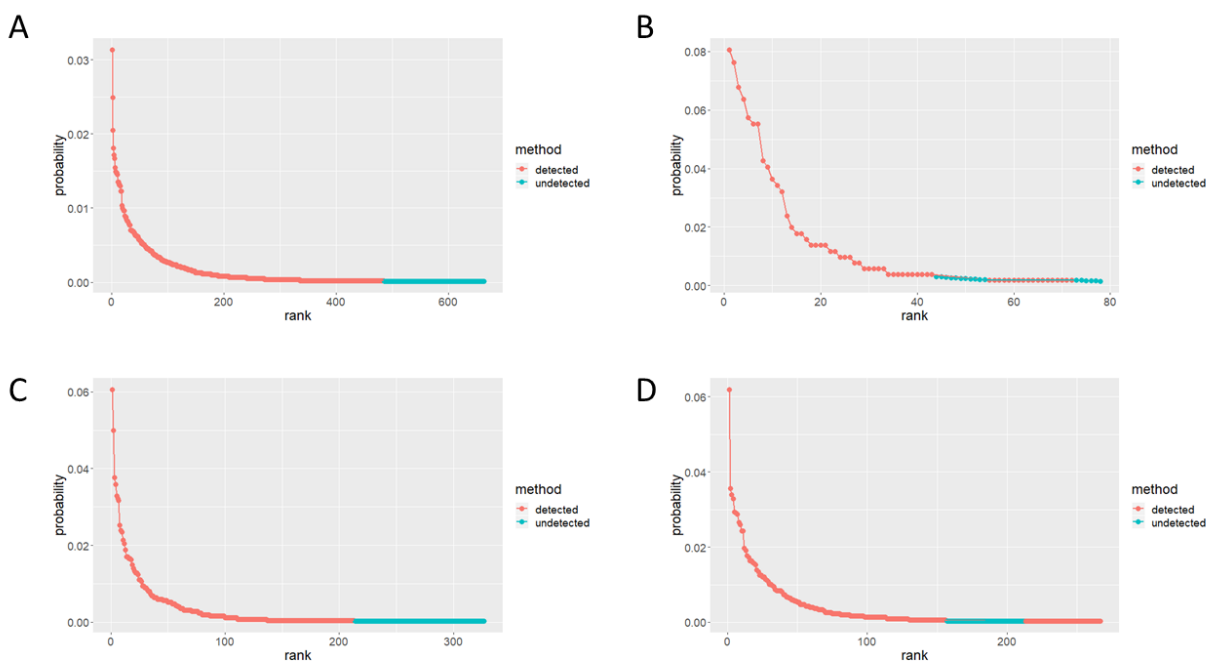 A
0.03
0.02
0.01
0.00
probability
0
200
400
600
rank
method
detected
undetected
B
0.08
0.06
0.04
0.02
0.00
probability
0
20
40
60
80
rank
method
detected
undetected
C
0.06
0.04
0.02
0.00
probability
0
100
200
300
rank
method
detected
undetected
D
0.06
0.04
0.02
0.00
probability
0
100
200
rank
method
detected
undetected